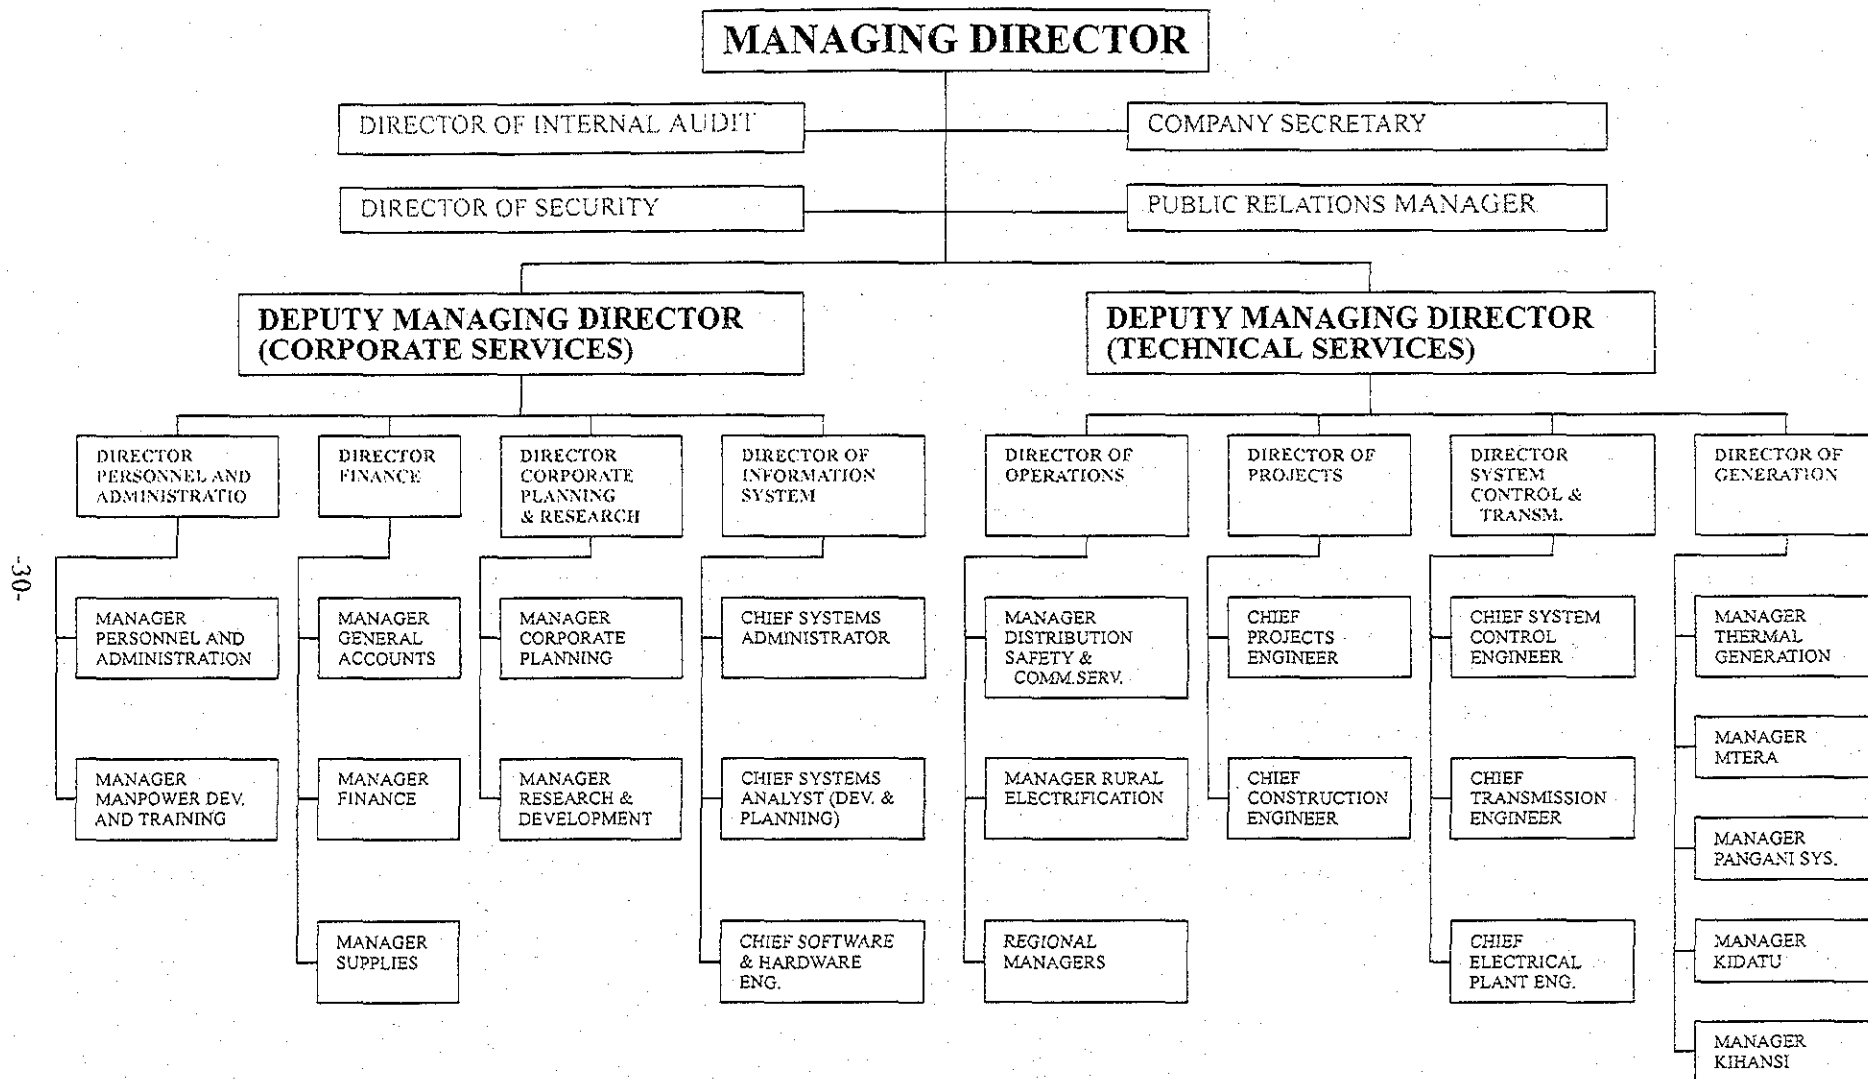 MANAGING DIRECTOR
DIRECTOR OF INTERNAL AUDIT
COMPANY SECRETARY
DIRECTOR OF SECURITY
PUBLIC RELATIONS MANAGER
DEPUTY MANAGING DIRECTOR
(CORPORATE SERVICES)
DEPUTY MANAGING DIRECTOR
(TECHNICAL SERVICES)
DIRECTOR
PERSONNEL AND
ADMINISTRATIO
DIRECTOR
FINANCE
DIRECTOR
CORPORATE
PLANNING
& RESEARCH
DIRECTOR OF
INFORMATION
SYSTEM
DIRECTOR OF
OPERATIONS
DIRECTOR OF
PROJECTS
DIRECTOR
SYSTEM
CONTROL &
TRANSM.
DIRECTOR OF
GENERATION
MANAGER
PERSONNEL AND
ADMINISTRATION
MANAGER
GENERAL
ACCOUNTS
MANAGER
CORPORATE
PLANNING
CHIEF SYSTEMS
ADMINISTRATOR
MANAGER
DISTRIBUTION
SAFETY &
COMM.SERV.
CHIEF
PROJECTS
ENGINEER
CHIEF SYSTEM
CONTROL
ENGINEER
MANAGER
THERMAL
GENERATION
MANAGER
MTERA
MANAGER
MANPOWER DEV.
AND TRAINING
MANAGER
FINANCE
MANAGER
RESEARCH &
DEVELOPMENT
CHIEF SYSTEMS
ANALYST (DEV. &
PLANNING)
MANAGER RURAL
ELECTRIFICATION
CHIEF
CONSTRUCTION
ENGINEER
CHIEF
TRANSMISSION
ENGINEER
MANAGER
PANGANI SYS.
MANAGER
SUPPLIES
CHIEF SOFTWARE
& HARDWARE
ENG.
REGIONAL
MANAGERS
CHIEF
ELECTRICAL
PLANT ENG.
MANAGER
KIDATU
MANAGER
KIHANSI
-30-